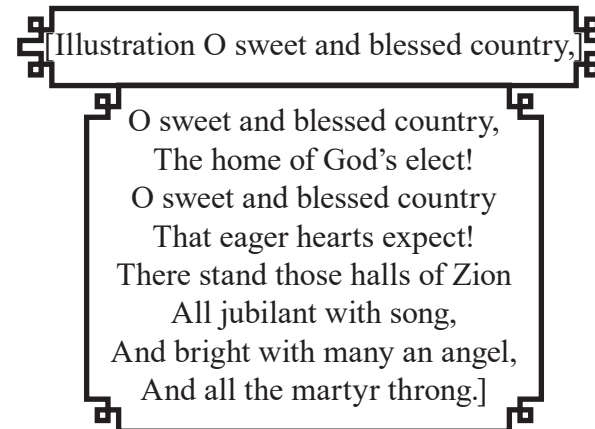 [Illustration O sweet and blessed country,]
O sweet and blessed country,
The home of God’s elect!
O sweet and blessed country
That eager hearts expect!
There stand those halls of Zion
All jubilant with song,
And bright with many an angel,
And all the martyr throng.]